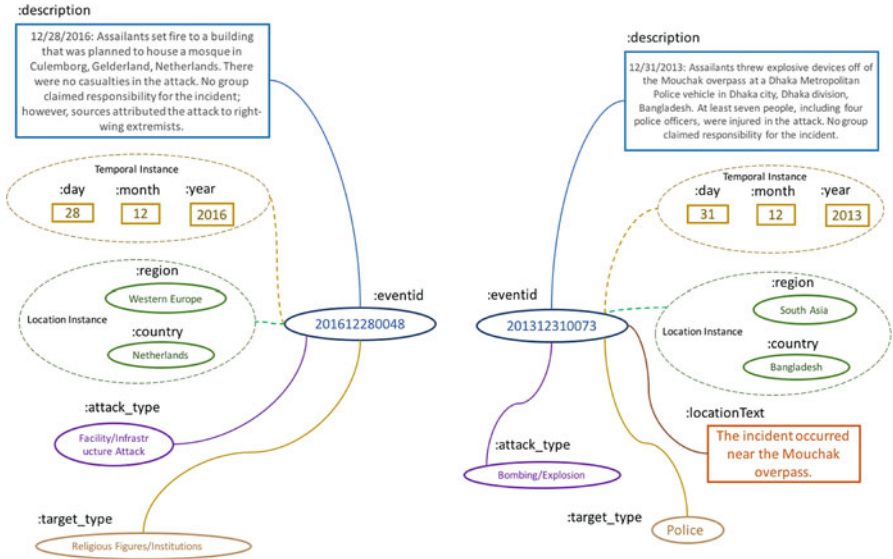 :description
12/28/2016: Assailants set fire to a building
that was planned to house a mosque in
Culemborg, Gelderland, Netherlands. There
were no casualties in the attack. No group
claimed responsibility for the incident;
however, sources attributed the attack to right-
wing extremists.
Temporal Instance
:day :month :year
28 12 2016
:region
Western Europe
Location Instance
:country
Netherlands
:eventid
201612280048
:attack_type
Facility/Infrastr
ucture Attack
:target_type
Religious Figures/Institutions
:description
12/31/2013: Assailants threw explosive devices off of
the Mouchak overpass at a Dhaka Metropolitan
Police vehicle in Dhaka city, Dhaka division,
Bangladesh. At least seven people, including four
police officers, were injured in the attack. No group
claimed responsibility for the incident.
Temporal Instance
:day :month :year
31 12 2013
:eventid
201312310073
:region
South Asia
Location Instance
:country
Bangladesh
:locationText
The incident occurred
near the Mouchak
overpass.
:attack_type
Bombing/Explosion
:target_type
Police